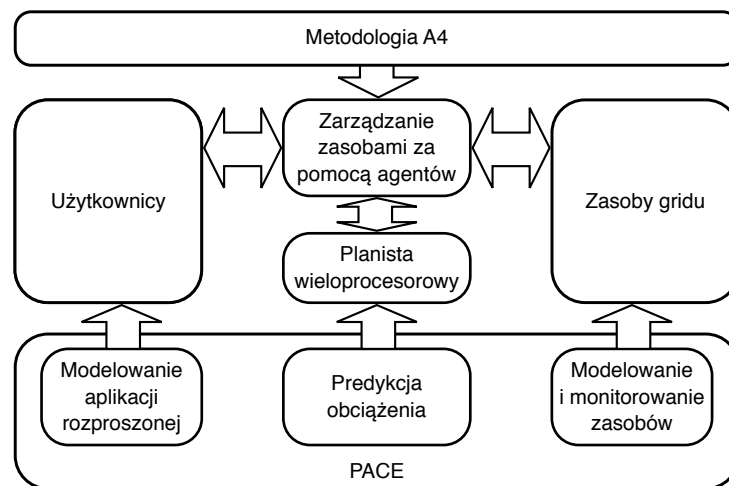 Metodologia A4
Zarządzanie
zasobami za
pomocą agentów
Użytkownicy
Zasoby gridu
Planista
wieloprocesorowy
Modelowanie
aplikacji
rozproszonej
Predykcja
obciążenia
Modelowanie
i monitorowanie
zasobów
PACE